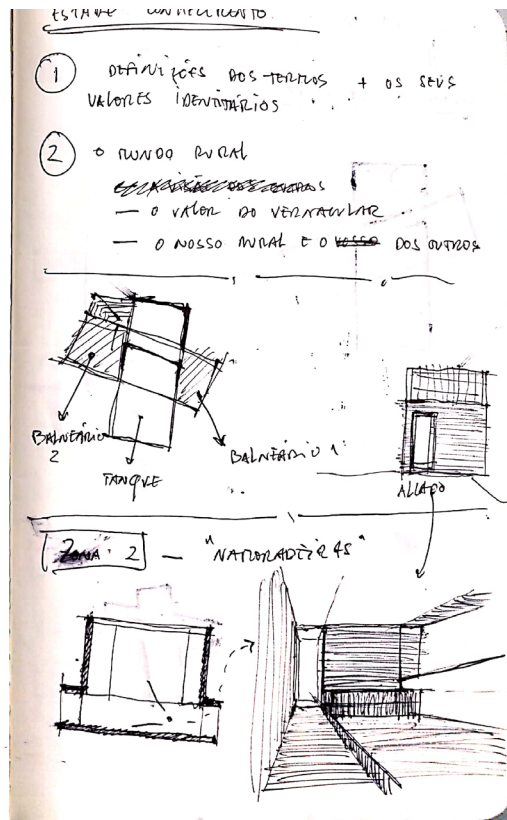 ESTADO CONHECIMENTO
1 DEFINIÇÕES DOS TERMOS + OS SEUS
VALORES IDENTITÁRIOS
2 O MUNDO RURAL
— O VALOR DO VERNACULAR
— O NOSSO RURAL E O DOS OUTROS
BALNEÁRIO
2
TANQUE
BALNEÁRIO 1
ALÇADO
ZONA 2 — "NAMORADEIRAS"